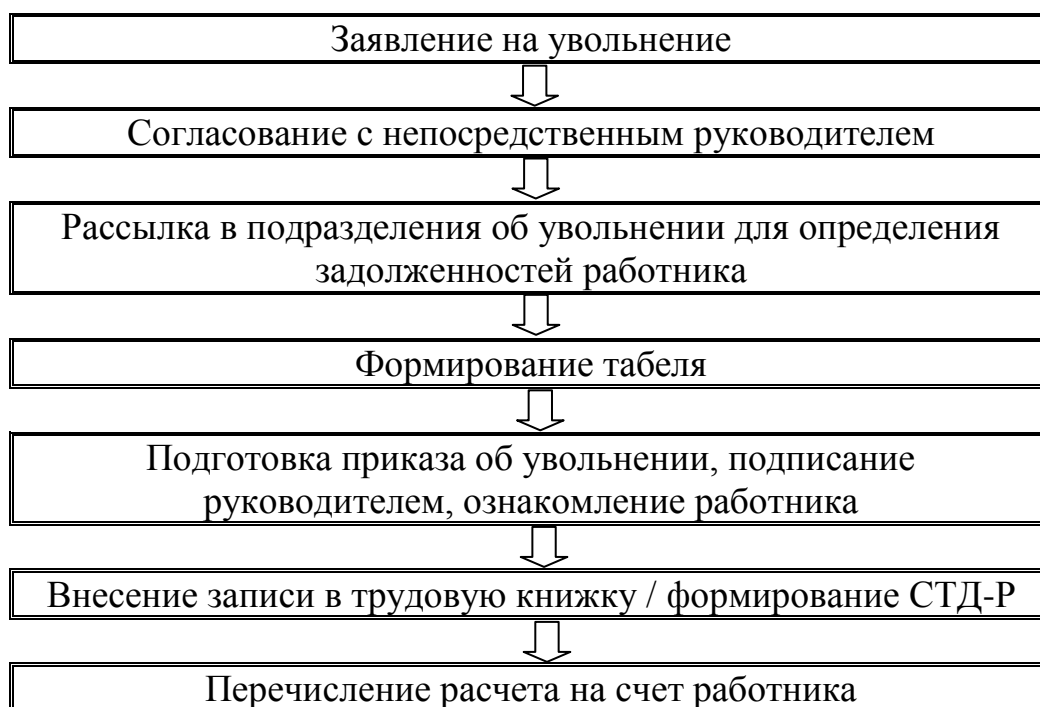 Заявление на увольнение
Согласование с непосредственным руководителем
Рассылка в подразделения об увольнении для определения
задолженностей работника
Формирование табеля
Подготовка приказа об увольнении, подписание
руководителем, ознакомление работника
Внесение записи в трудовую книжку / формирование СТД-Р
Перечисление расчета на счет работника